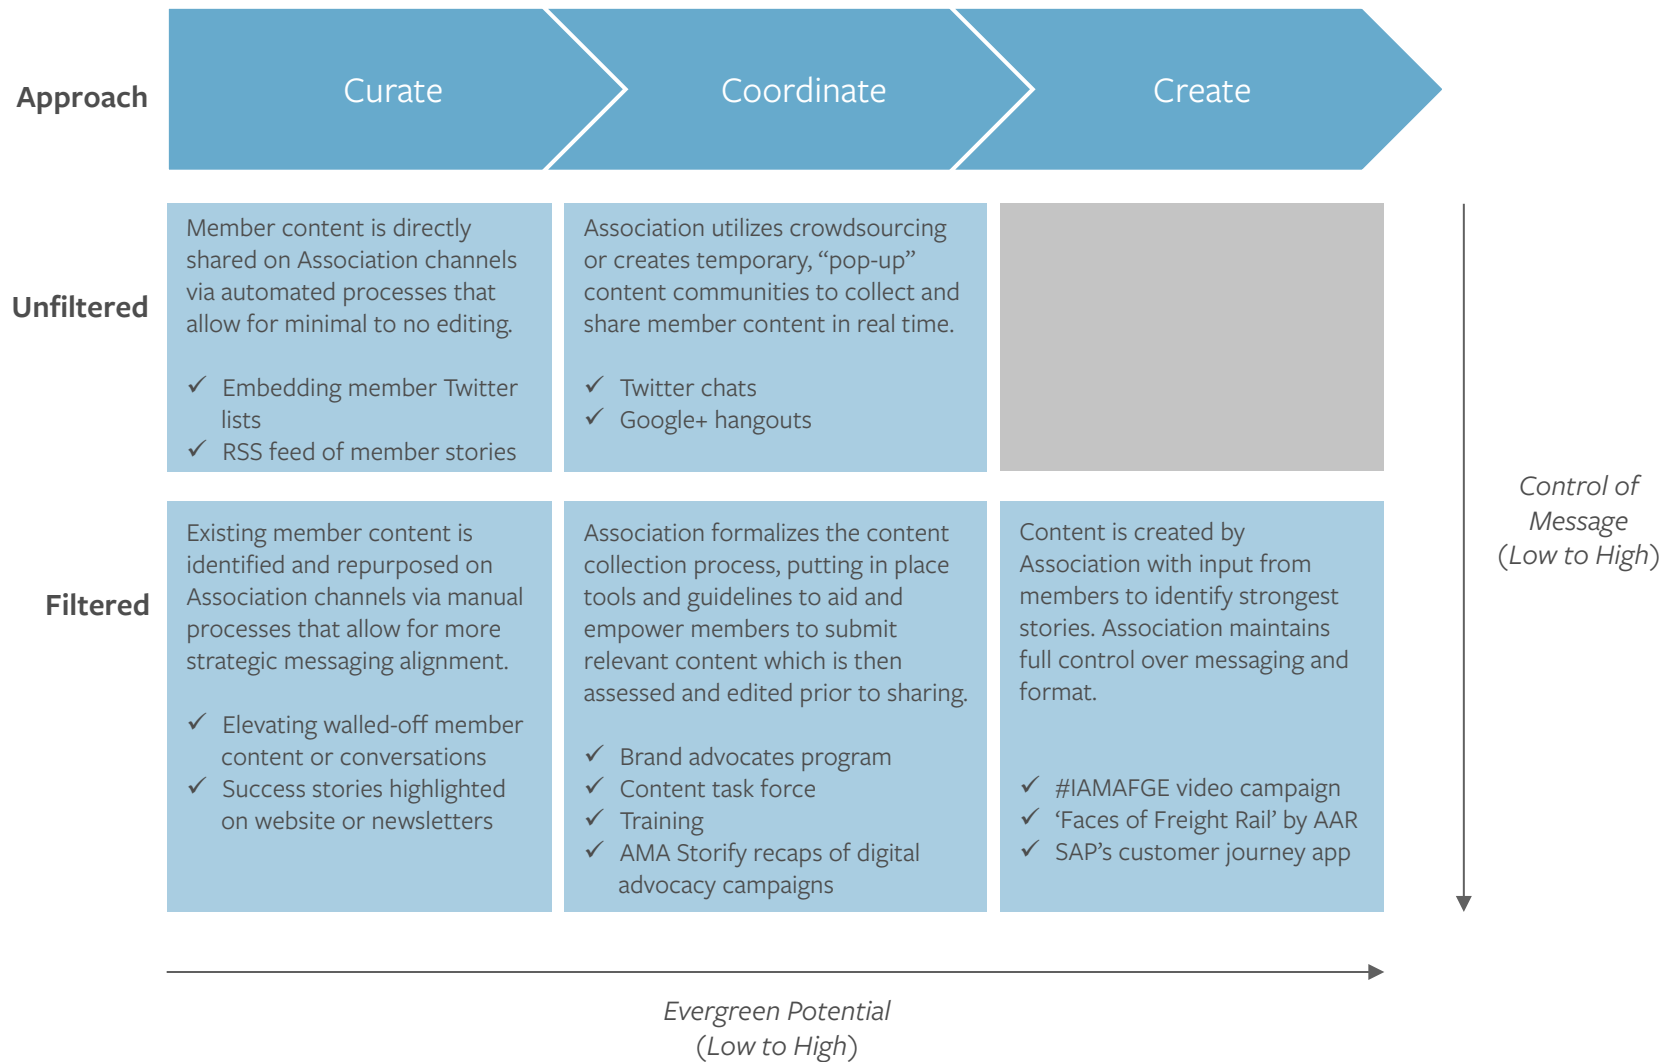 Approach
Curate
Coordinate
Create
Unfiltered
Member content is directly
shared on Association channels
via automated processes that
allow for minimal to no editing.
✓ Embedding member Twitter
lists
✓ RSS feed of member stories
Association utilizes crowdsourcing
or creates temporary, “pop-up”
content communities to collect and
share member content in real time.
✓ Twitter chats
✓ Google+ hangouts
Filtered
Existing member content is
identified and repurposed on
Association channels via manual
processes that allow for more
strategic messaging alignment.
✓ Elevating walled-off member
content or conversations
✓ Success stories highlighted
on website or newsletters
Association formalizes the content
collection process, putting in place
tools and guidelines to aid and
empower members to submit
relevant content which is then
assessed and edited prior to sharing.
✓ Brand advocates program
✓ Content task force
✓ Training
✓ AMA Storify recaps of digital
advocacy campaigns
Content is created by
Association with input from
members to identify strongest
stories. Association maintains
full control over messaging and
format.
✓ #IAMAFGE video campaign
✓ ‘Faces of Freight Rail’ by AAR
✓ SAP’s customer journey app
Control of
Message
(Low to High)
Evergreen Potential
(Low to High)